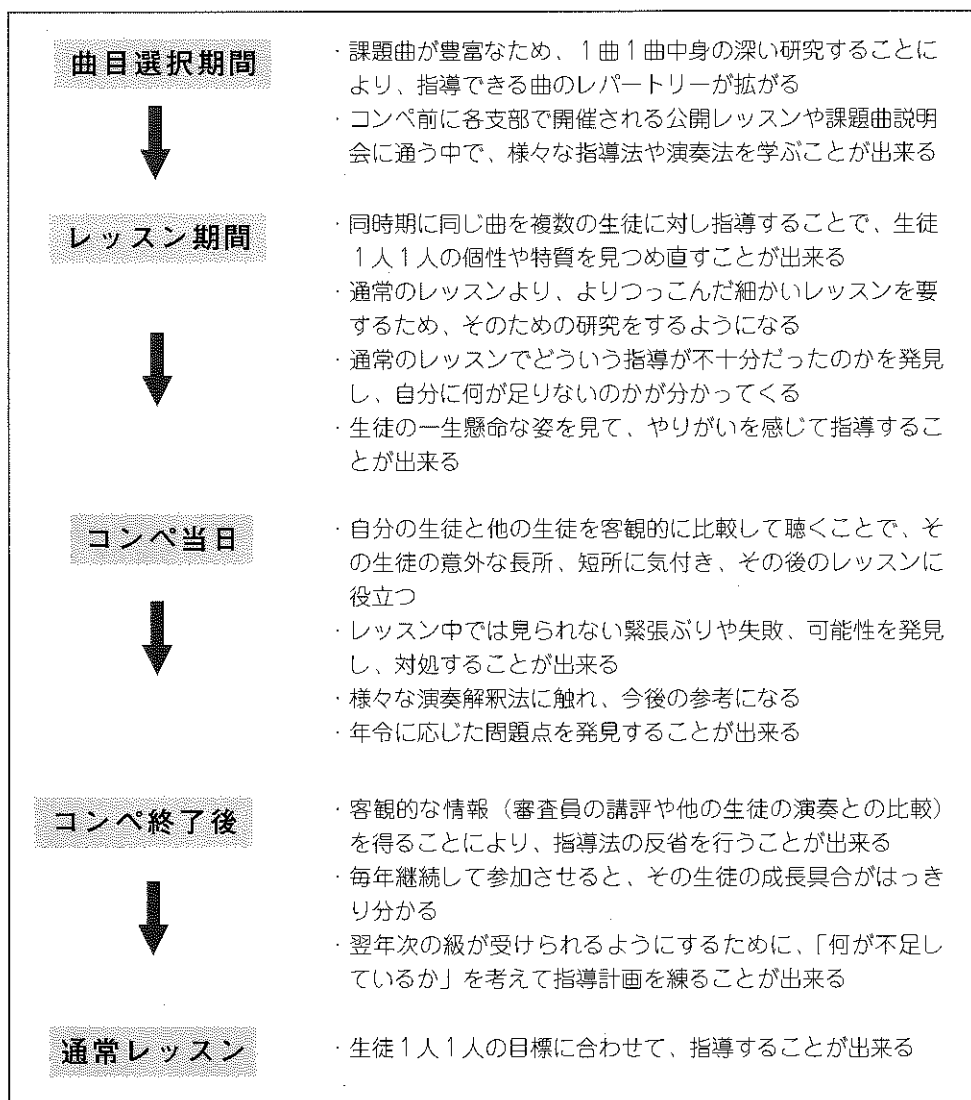 曲目選択期間
・課題曲が豊富なため、1曲1曲中身の深い研究することに
より、指導できる曲のレパートリーが拡がる
・コンペ前に各支部で開催される公開レッスンや課題曲説明
会に通う中で、様々な指導法や演奏法を学ぶことが出来る
レッスン期間
・同時期に同じ曲を複数の生徒に対し指導することで、生徒
1人1人の個性や特質を見つめ直すことが出来る
・通常のレッスンより、よりつっこんだ細かいレッスンを要
するため、そのための研究をするようになる
・通常のレッスンでどういう指導が不十分だったのかを発見
し、自分に何が足りないのかが分かってくる
・生徒の一生懸命な姿を見て、やりがいを感じて指導するこ
とが出来る
コンペ当日
・自分の生徒と他の生徒を客観的に比較して聴くことで、そ
の生徒の意外な長所、短所に気付き、その後のレッスンに
役立つ
・レッスン中では見られない緊張ぶりや失敗、可能性を発見
し、対処することが出来る
・様々な演奏解釈法に触れ、今後の参考になる
・年令に応じた問題点を発見することが出来る
コンペ終了後
・客観的な情報（審査員の講評や他の生徒の演奏との比較）
を得ることにより、指導法の反省を行うことが出来る
・毎年継続して参加させると、その生徒の成長具合がはっき
り分かる
・翌年次の級が受けられるようにするために、「何が不足し
ているか」を考えて指導計画を練ることが出来る
通常レッスン
・生徒1人1人の目標に合わせて、指導することが出来る